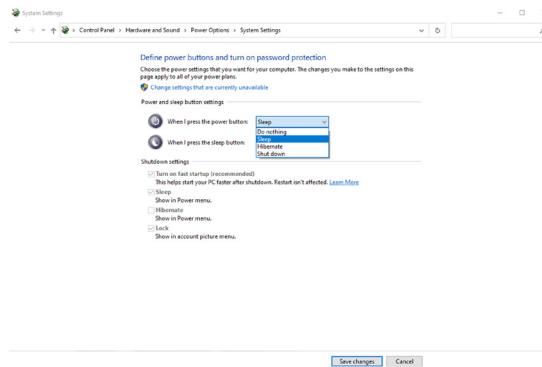 System Settings
Control Panel > Hardware and Sound > Power Options > System Settings
Define power buttons and turn on password protection
Choose the power settings that you want for your computer. The changes you make to the settings on this
page apply to all of your power plans.
Change settings that are currently unavailable
Power and sleep button settings
When I press the power button: Sleep
Do nothing
Sleep
Hibernate
Shut down
When I press the sleep button:
Shutdown settings
Turn on fast startup (recommended)
This helps start your PC faster after shutdown. Restart isn't affected. Learn More
Sleep
Show in Power menu.
Hibernate
Show in Power menu.
Lock
Show in account picture menu.
Save changes Cancel